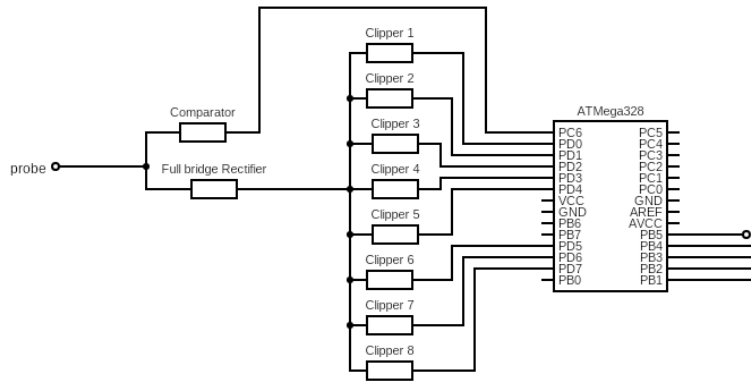 Clipper 1
Clipper 2
Clipper 3
Clipper 4
Clipper 5
Clipper 6
Clipper 7
Clipper 8
Comparator
Full bridge Rectifier
probe
ATMega328
PC6 PC5
PD0 PC4
PD1 PC3
PD2 PC2
PD3 PC1
PD4 PC0
VCC GND
GND AREF
PB6 AVCC
PB7 PB5
PD5 PB4
PD6 PB3
PD7 PB2
PB0 PB1